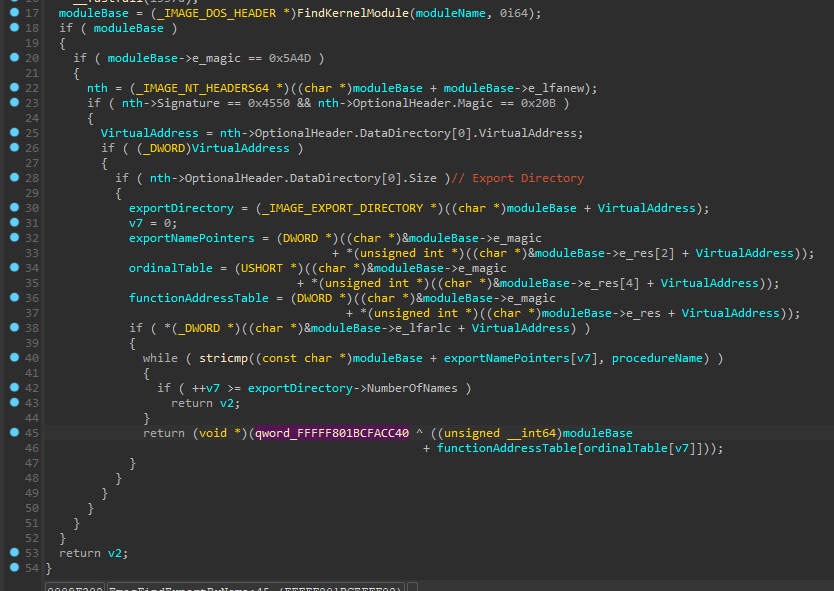 17 moduleBase = (_IMAGE_DOS_HEADER *)FindKernelModule(moduleName, 0i64);
18 if ( moduleBase )
19 {
20 if ( moduleBase->e_magic == 0x5A4D )
21 {
22 nth = (_IMAGE_NT_HEADERS64 *)((char *)moduleBase + moduleBase->e_lfanew);
23 if ( nth->Signature == 0x4550 && nth->OptionalHeader.Magic == 0x20B )
24 {
25 VirtualAddress = nth->OptionalHeader.DataDirectory[0].VirtualAddress;
26 if ( (_DWORD)VirtualAddress )
27 {
28 if ( nth->OptionalHeader.DataDirectory[0].Size )// Export Directory
29 {
30 exportDirectory = (_IMAGE_EXPORT_DIRECTORY *)((char *)moduleBase + VirtualAddress);
31 v7 = 0;
32 exportNamePointers = (DWORD *)((char *)&moduleBase->e_magic
33 + *(unsigned int *)((char *)&moduleBase->e_res[2] + VirtualAddress));
34 ordinalTable = (USHORT *)((char *)&moduleBase->e_magic
35 + *(unsigned int *)((char *)&moduleBase->e_res[4] + VirtualAddress));
36 functionAddressTable = (DWORD *)((char *)&moduleBase->e_magic
37 + *(unsigned int *)((char *)moduleBase->e_res + VirtualAddress));
38 if ( *(_DWORD *)((char *)&moduleBase->e_lfarlc + VirtualAddress) )
39 {
40 while ( stricmp((const char *)moduleBase + exportNamePointers[v7], procedureName) )
41 {
42 if ( ++v7 >= exportDirectory->NumberOfNames )
43 return v2;
44 }
45 return (void *)(qword_FFFFF801BCFACC40 ^ ((unsigned __int64)moduleBase
46 + functionAddressTable[ordinalTable[v7]]));
47 }
48 }
49 }
50 }
51 }
52 }
53 return v2;
54 }